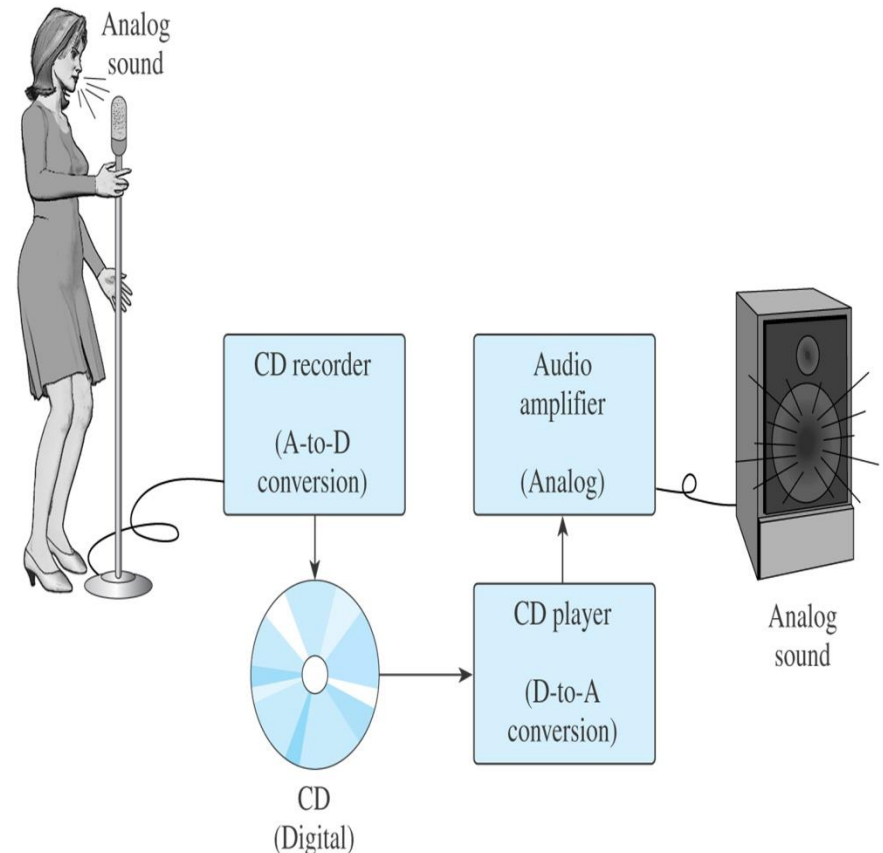 Analog
sound
CD recorder
(A-to-D
conversion)
CD
(Digital)
CD player
(D-to-A
conversion)
Audio
amplifier
(Analog)
Analog
sound